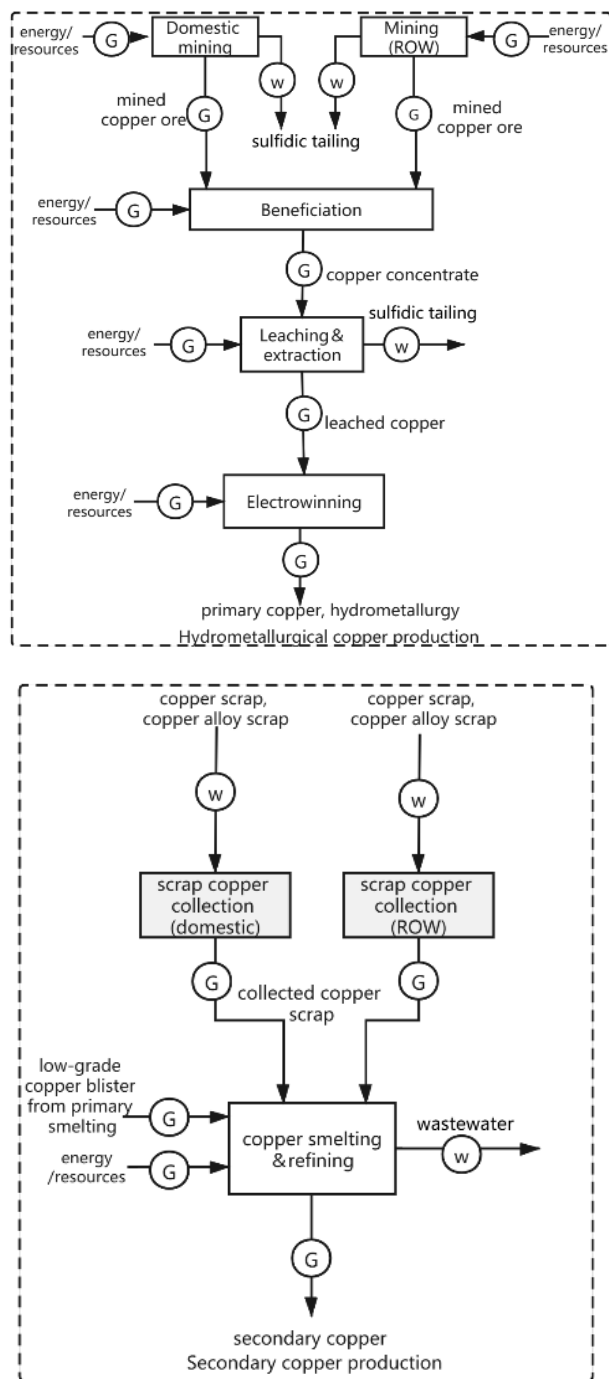 energy/
resources
G
Domestic
mining
Mining
(ROW)
G
energy/
resources
w
w
mined
copper ore
G
G
mined
copper ore
sulfidic tailing
energy/
resources
G
Beneficiation
G
copper concentrate
energy/
resources
G
Leaching&
extraction
sulfidic tailing
w
G
leached copper
energy/
resources
G
Electrowinning
G
primary copper, hydrometallurgy
Hydrometallurgical copper production
copper scrap,
copper alloy scrap
copper scrap,
copper alloy scrap
w
w
scrap copper
collection
(domestic)
scrap copper
collection
(ROW)
G
G
collected copper
scrap
low-grade
copper blister
from primary
smelting
G
energy
/resources
G
copper smelting
&refining
wastewater
w
G
secondary copper
Secondary copper production